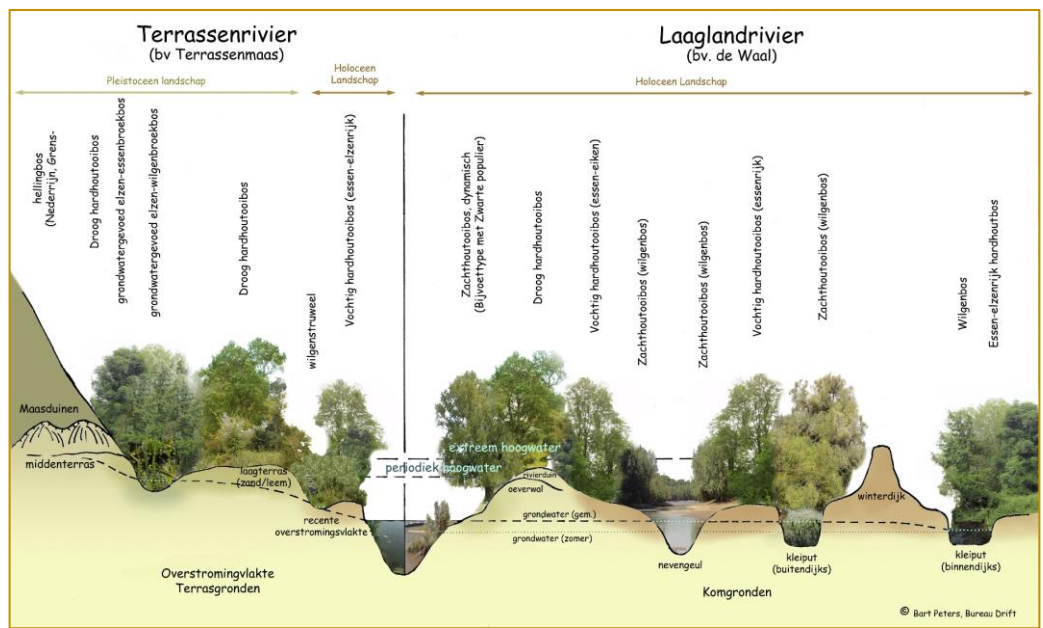 Terrassenrivier
(bv Terrassenmaas)
Laaglandrivier
(bv. de Waal)
Pleistoceen landschap
Holoceen
Landschap
Holoceen Landschap
hellingbos
(Nederrijn, Grens-
Droog hardhoutooibos
grondwatergevoed elzen-essenbroekbos
grondwatergevoed elzen-wilgenbroekbos
Droog hardhoutooibos
wilgenstruweel
Vochtig hardhoutooibos (essen-elzenrijk)
Zachthoutooibos, dynamisch
(Bijvoettype met Zwarte populier)
Droog hardhoutooibos
Vochtig hardhoutooibos (essen-eiken)
Zachthoutooibos (wilgenbos)
Zachthoutooibos (wilgenbos)
Vochtig hardhoutooibos (essenrijk)
Zachthoutooibos (wilgenbos)
Wilgenbos
Essen-elzenrijk hardhoutbos
Maasduinen
middenterras
laagterras
(zand/leem)
recente
overstromingsvlakte
extreem hoogwater
periodiek hoogwater
rivierduin
oeverwal
grondwater (gem.)
grondwater (zomer)
nevengeul
kleiput
(buitendijks)
winterdijk
kleiput
(binnendijks)
Overstromingvlakte
Terrasgronden
Komgronden
© Bart Peters, Bureau Drift